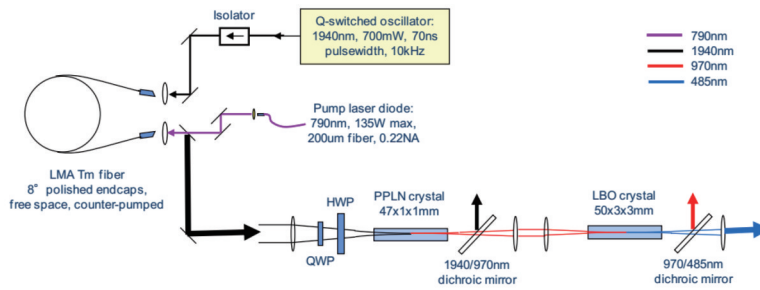 Isolator
Q-switched oscillator:
1940nm, 700mW, 70ns
pulsewidth, 10kHz
790nm
1940nm
970nm
485nm
Pump laser diode:
790nm, 135W max,
200um fiber, 0.22NA
LMA Tm fiber
8° polished endcaps,
free space, counter-pumped
HWP
QWP
PPLN crystal
47x1x1mm
1940/970nm
dichroic mirror
LBO crystal
50x3x3mm
970/485nm
dichroic mirror